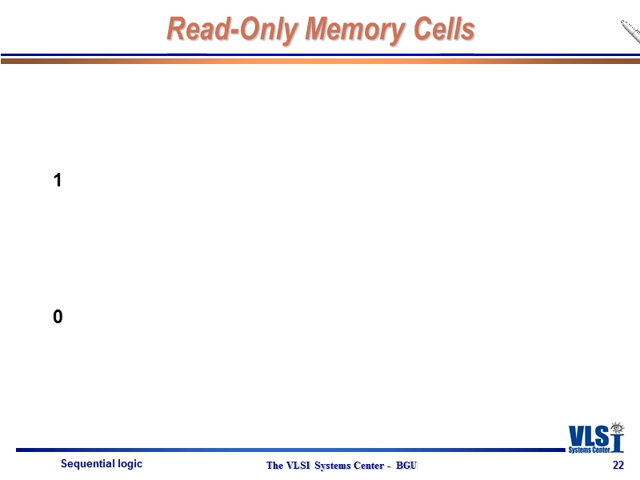 Read-Only Memory Cells
1
0
VLSI
Systems Center
Sequential logic
The VLSI Systems Center - BGU
22